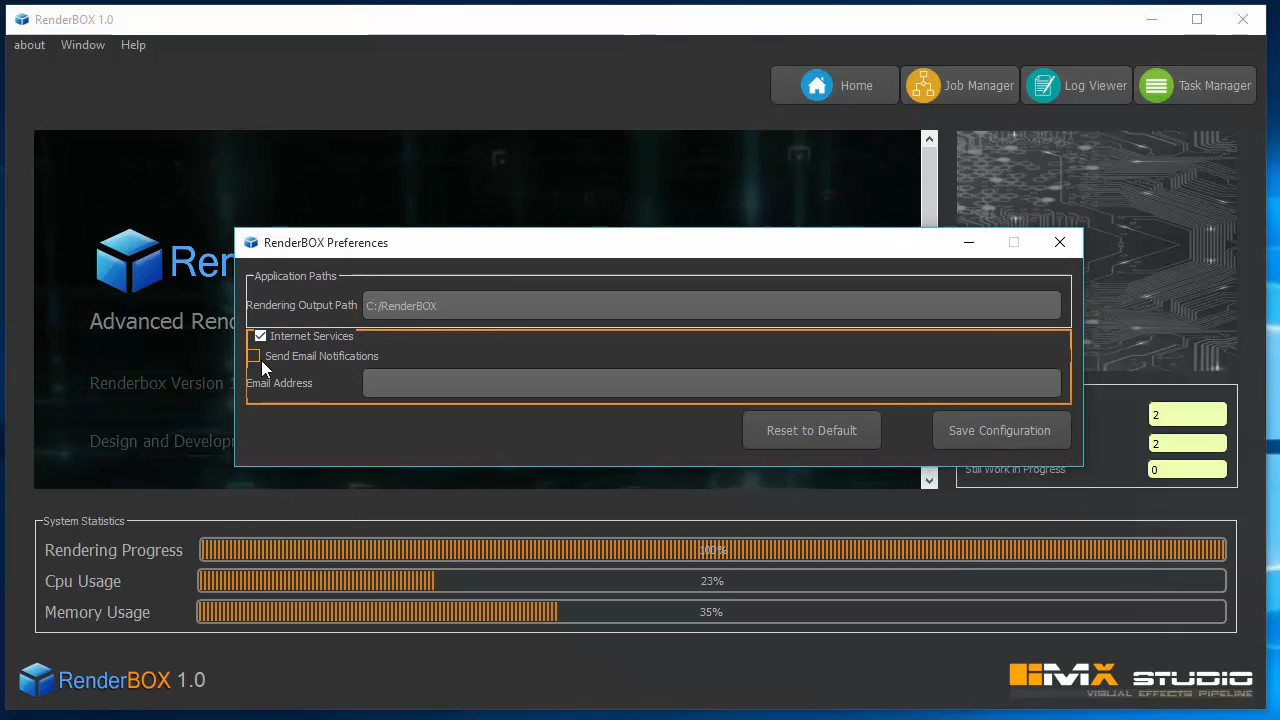 RenderBOX 1.0
about Window Help
Home Job Manager Log Viewer Task Manager
Ren
Advanced Rend
Renderbox Version 1
Design and Develop
RenderBOX Preferences
Application Paths
Rendering Output Path C:/RenderBOX
Internet Services
Send Email Notifications
Email Address
Reset to Default Save Configuration
2
2
Still Work in Progress 0
System Statistics
Rendering Progress 100%
Cpu Usage 23%
Memory Usage 35%
RenderBOX 1.0
IIMX STUDIO
VISUAL EFFECTS PIPELINE